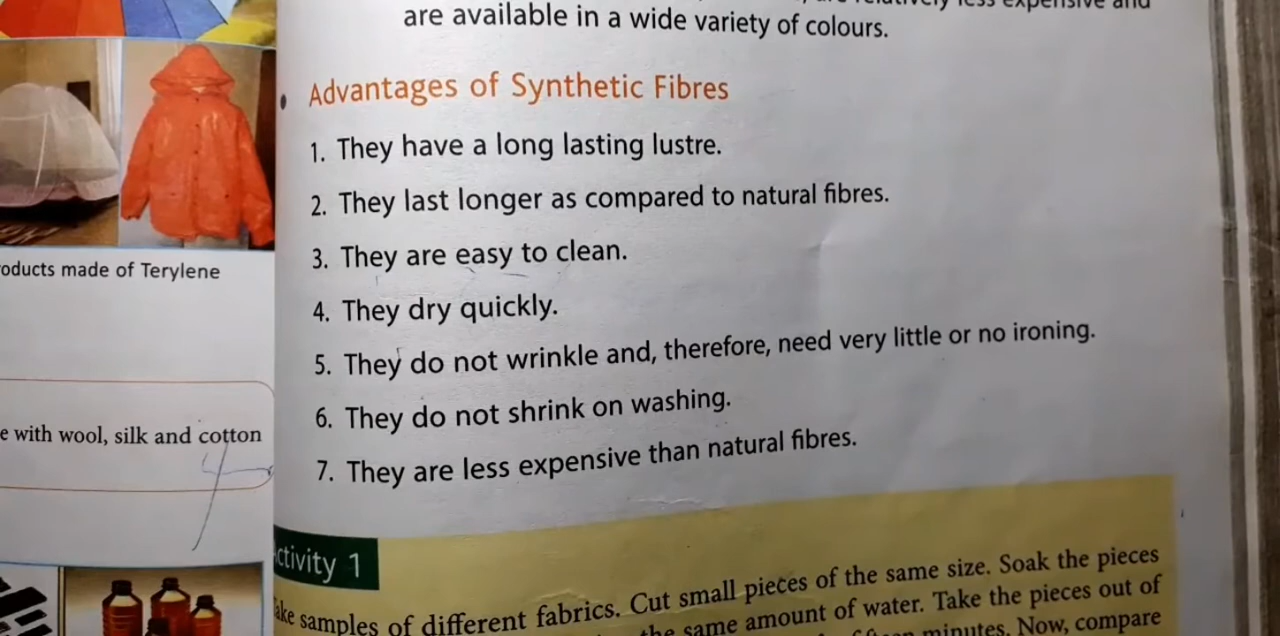 less expensive and
are available in a wide variety of colours.
Advantages of Synthetic Fibres
1. They have a long lasting lustre.
2. They last longer as compared to natural fibres.
3. They are easy to clean.
4. They dry quickly.
5. They do not wrinkle and, therefore, need very little or no ironing.
6. They do not shrink on washing.
7. They are less expensive than natural fibres.
oducts made of Terylene
e with wool, silk and cotton
ctivity 1
ake samples of different fabrics. Cut small pieces of the same size. Soak the pieces
the same amount of water. Take the pieces out of
minutes. Now, compare